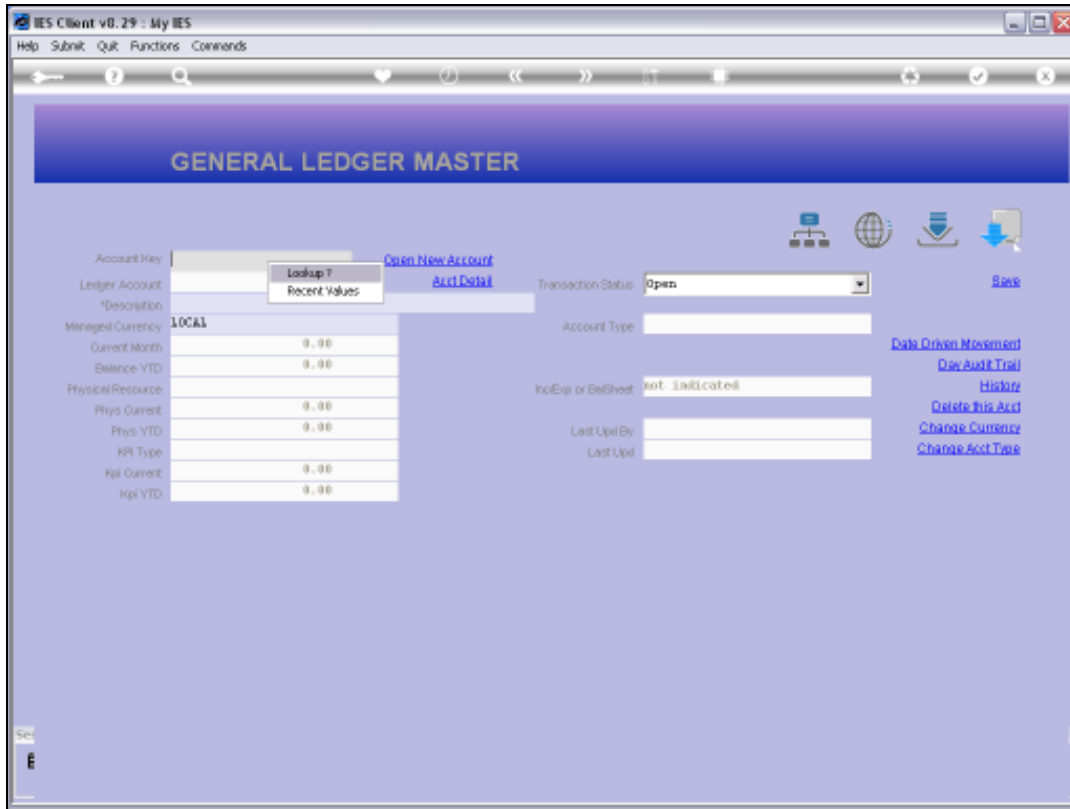 IES Client v8.29 : My IES
Help Submit Quit Functions Commands
GENERAL LEDGER MASTER
Account Key
Open New Account
Lookup ?
Recent Values
Ledger Account
Acct Detail
Transaction Status Open
Save
*Description
Managed Currency LOCAL
Account Type
Current Month 0.00
Date Driven Movement
Balance YTD 0.00
Day Audit Trail
Physical Resource
Inc/Exp or BalSheet not indicated
History
Phys Current 0.00
Delete this Acct
Phys YTD 0.00
Last Upd By
Change Currency
KPI Type
Last Upd
Change Acct Type
Kpi Current 0.00
Kpi YTD 0.00